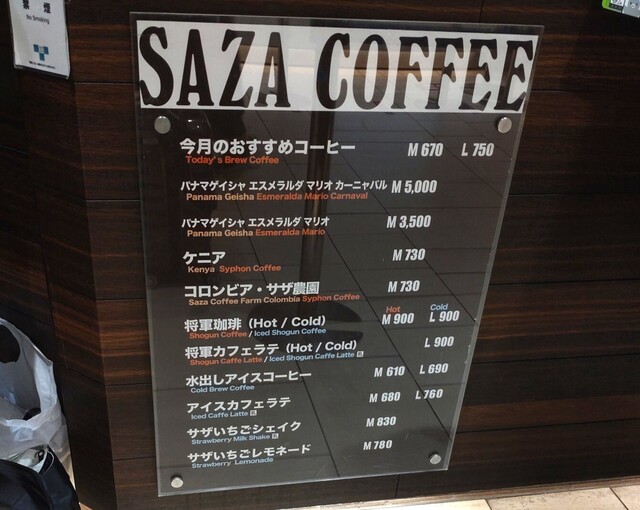 禁煙
No Smoking
SAZA COFFEE
今月のおすすめコーヒー M 670 L 750
Today's Brew Coffee
パナマゲイシャ エスメラルダ マリオ カーニャバル M 5,000
Panama Geisha Esmeralda Mario Carnaval
パナマゲイシャ エスメラルダ マリオ M 3,500
Panama Geisha Esmeralda Mario
ケニア M 730
Kenya Syphon Coffee
コロンビア・サザ農園 M 730
Saza Coffee Farm Colombia Syphon Coffee
Hot Cold
将軍珈琲（Hot / Cold） M 900 L 900
Shogun Coffee / Iced Shogun Coffee
将軍カフェラテ（Hot / Cold） L 900
Shogun Caffe Latte / Iced Shogun Caffe Latte 乳
水出しアイスコーヒー M 610 L 690
Cold Brew Coffee
アイスカフェラテ M 680 L 760
Iced Caffe Latte 乳
サザいちごシェイク M 830
Strawberry Milk Shake 乳
サザいちごレモネード M 780
Strawberry Lemonade